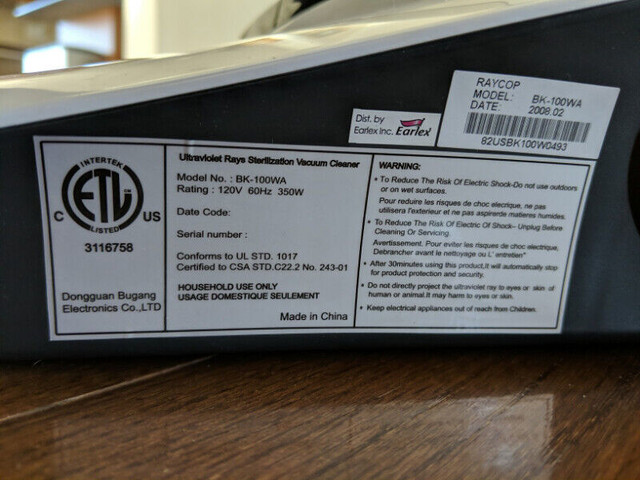 RAYCOP
MODEL: BK-100WA
DATE: 2008.02
82USBK100W0493
Dist. by
Earlex Inc. Earlex
INTERTEK
ETL
C US
LISTED
3116758
Dongguan Bugang
Electronics Co.,LTD
Ultraviolet Rays Sterilization Vacuum Cleaner
Model No. : BK-100WA
Rating : 120V 60Hz 350W
Date Code:
Serial number :
Conforms to UL STD. 1017
Certified to CSA STD.C22.2 No. 243-01
HOUSEHOLD USE ONLY
USAGE DOMESTIQUE SEULEMENT
Made in China
WARNING:
• To Reduce The Risk Of Electric Shock-Do not use outdoors
or on wet surfaces.
Pour reduire les risques de choc electrique, ne pas
utilisera l'exterieur et ne pas aspirerde matieres humides.
• To Reduce The Risk Of Electric Of Shock– Unplug Before
Cleaning Or Servicing.
Avertissement. Pour eviter les risques de choc electrique,
Debrancher avant le nettoyage ou L' entretien"
• After 30minutes using this product,It will automatically stop
for product protection and security.
• Do not directly project the ultraviolet ray to eyes or skin of
human or animal.It may harm to eyes or skin.
• Keep electrical appliances out of reach from Children.